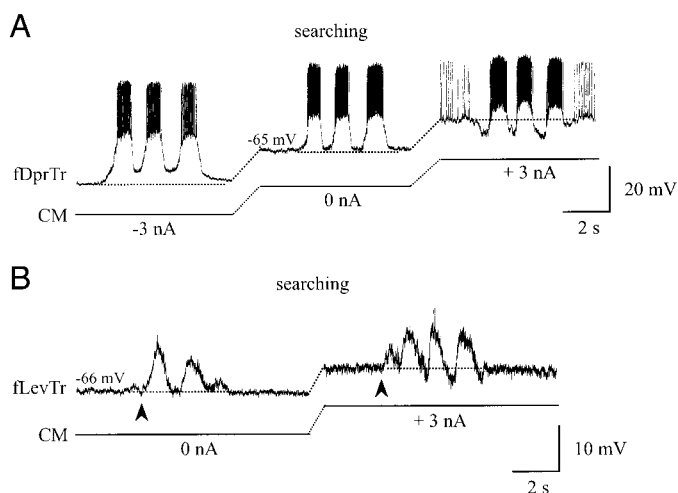 A
searching
-65 mV
fDprTr
CM
-3 nA
0 nA
+ 3 nA
20 mV
2 s
B
searching
-66 mV
fLevTr
CM
0 nA
+ 3 nA
10 mV
2 s